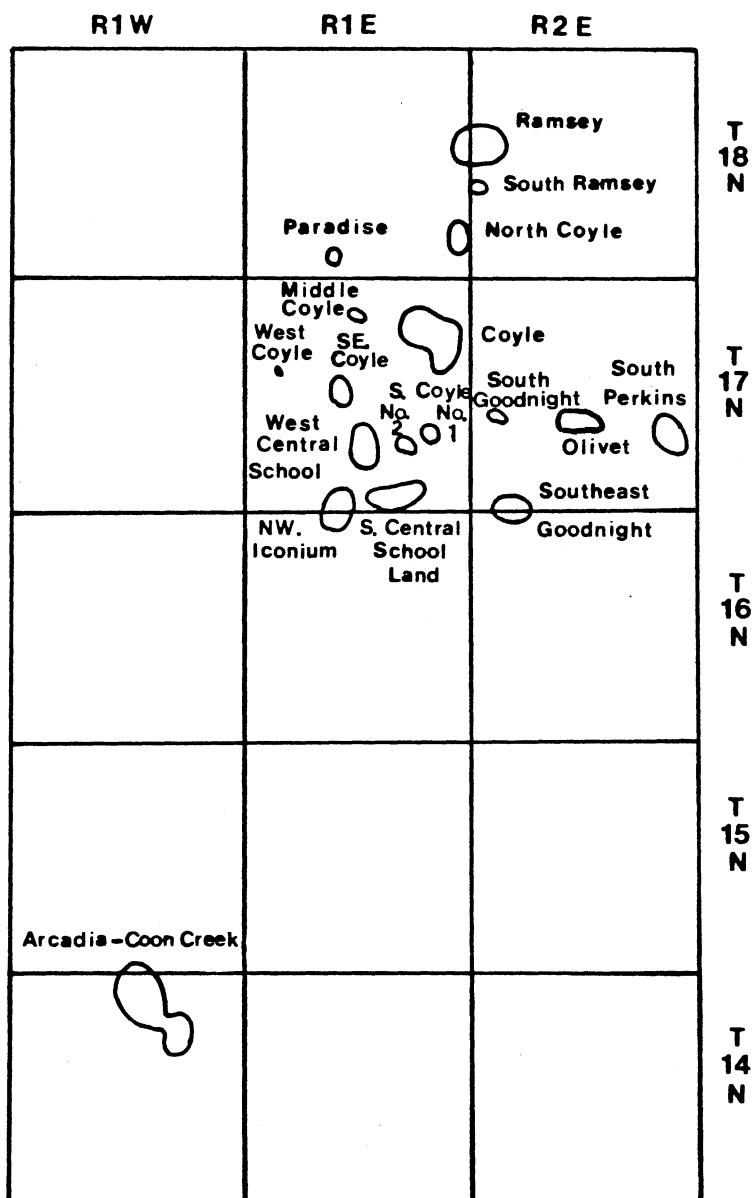 R1W R1E R2E
Ramsey
T
18
N
South Ramsey
Paradise
North Coyle
Middle
Coyle
West
Coyle
SE.
Coyle
Coyle
T
17
N
S. Coyle
No. No.
2 1
South
Goodnight
South
Perkins
West
Central
School
Olivet
Southeast
Goodnight
NW.
Iconium
S. Central
School
Land
T
16
N
T
15
N
Arcadia-Coon Creek
T
14
N